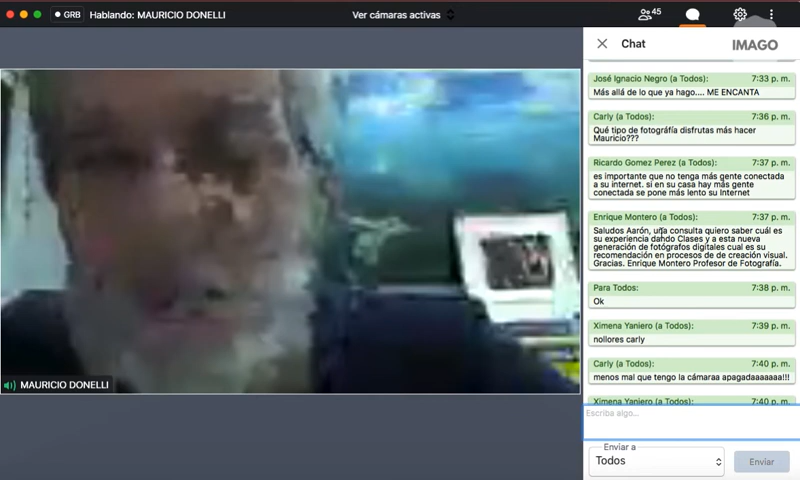 GRB
Hablando: MAURICIO DONELLI
Ver cámaras activas
45
Chat
IMAGO
José Ignacio Negro (a Todos): 7:33 p. m.
Más allá de lo que ya hago.... ME ENCANTA
Carly (a Todos): 7:36 p. m.
Qué tipo de fotográfía disfrutas más hacer
Mauricio???
Ricardo Gomez Perez (a Todos): 7:37 p. m.
es importante que no tenga más gente conectada
a su internet. si en su casa hay más gente
conectada se pone más lento su Internet
Enrique Montero (a Todos): 7:37 p. m.
Saludos Aarón, una consulta quiero saber cuál es
su experiencia dando Clases y a esta nueva
generación de fotógrafos digitales cual es su
recomendación en procesos de de creación visual.
Gracias. Enrique Montero Profesor de Fotografía.
Para Todos: 7:38 p. m.
Ok
Ximena Yaniero (a Todos): 7:39 p. m.
nollores carly
Carly (a Todos): 7:40 p. m.
menos mal que tengo la cámaraa apagadaaaaaaa!!!
Ximena Yaniero (a Todos): 7:40 p. m.
Escriba algo...
Enviar a
Todos
Enviar
MAURICIO DONELLI